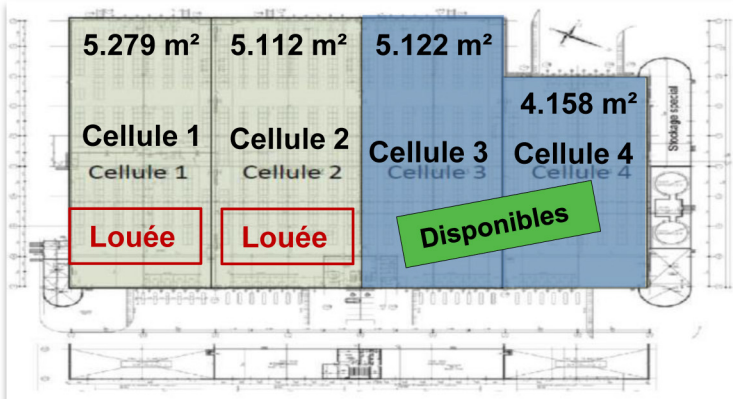 5.279 m²
5.112 m²
5.122 m²
4.158 m²
Cellule 1
Cellule 2
Cellule 3
Cellule 4
Cellule 1
Cellule 2
Cellule 3
Cellule 4
Louée
Louée
Disponibles
Stockage special